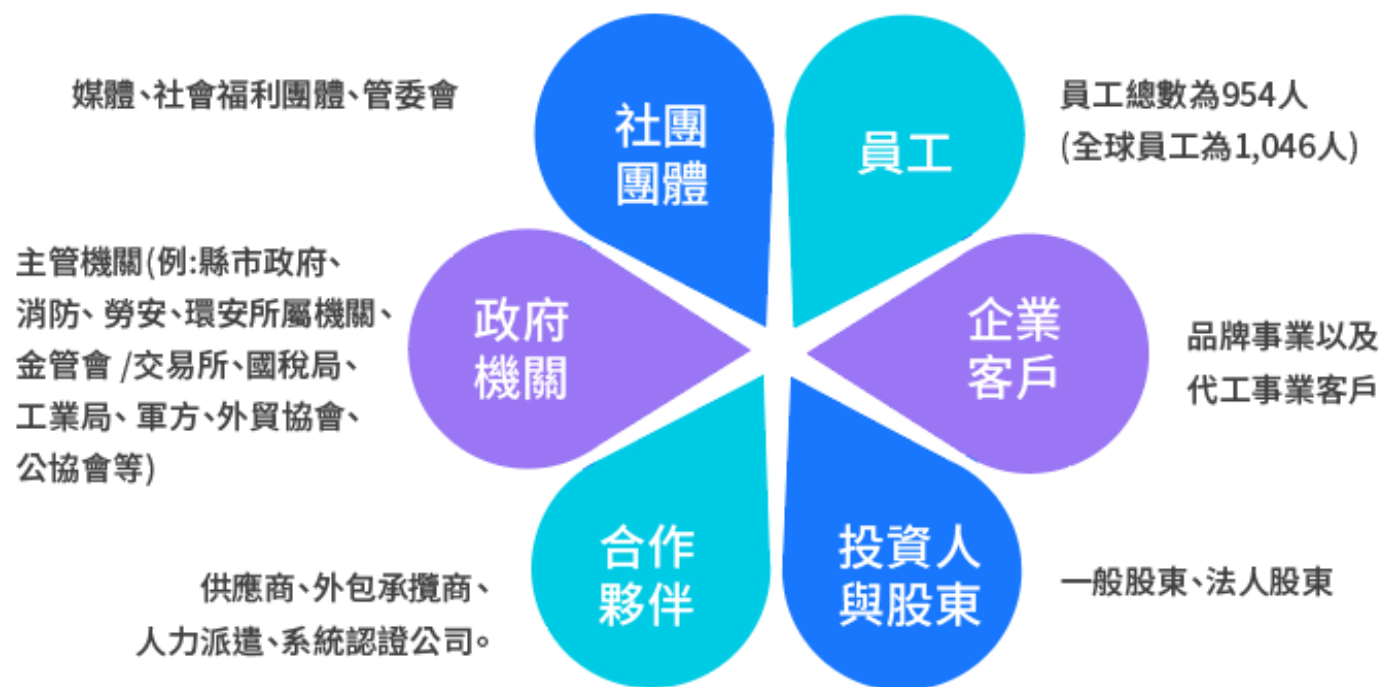 媒體、社會福利團體、管委會
社團
團體
員工
員工總數為954人
(全球員工為1,046人)
主管機關(例:縣市政府、
消防、勞安、環安所屬機關、
金管會 /交易所、國稅局、
工業局、軍方、外貿協會、
公協會等)
政府
機關
企業
客戶
品牌事業以及
代工事業客戶
供應商、外包承攬商、
人力派遣、系統認證公司。
合作
夥伴
投資人
與股東
一般股東、法人股東